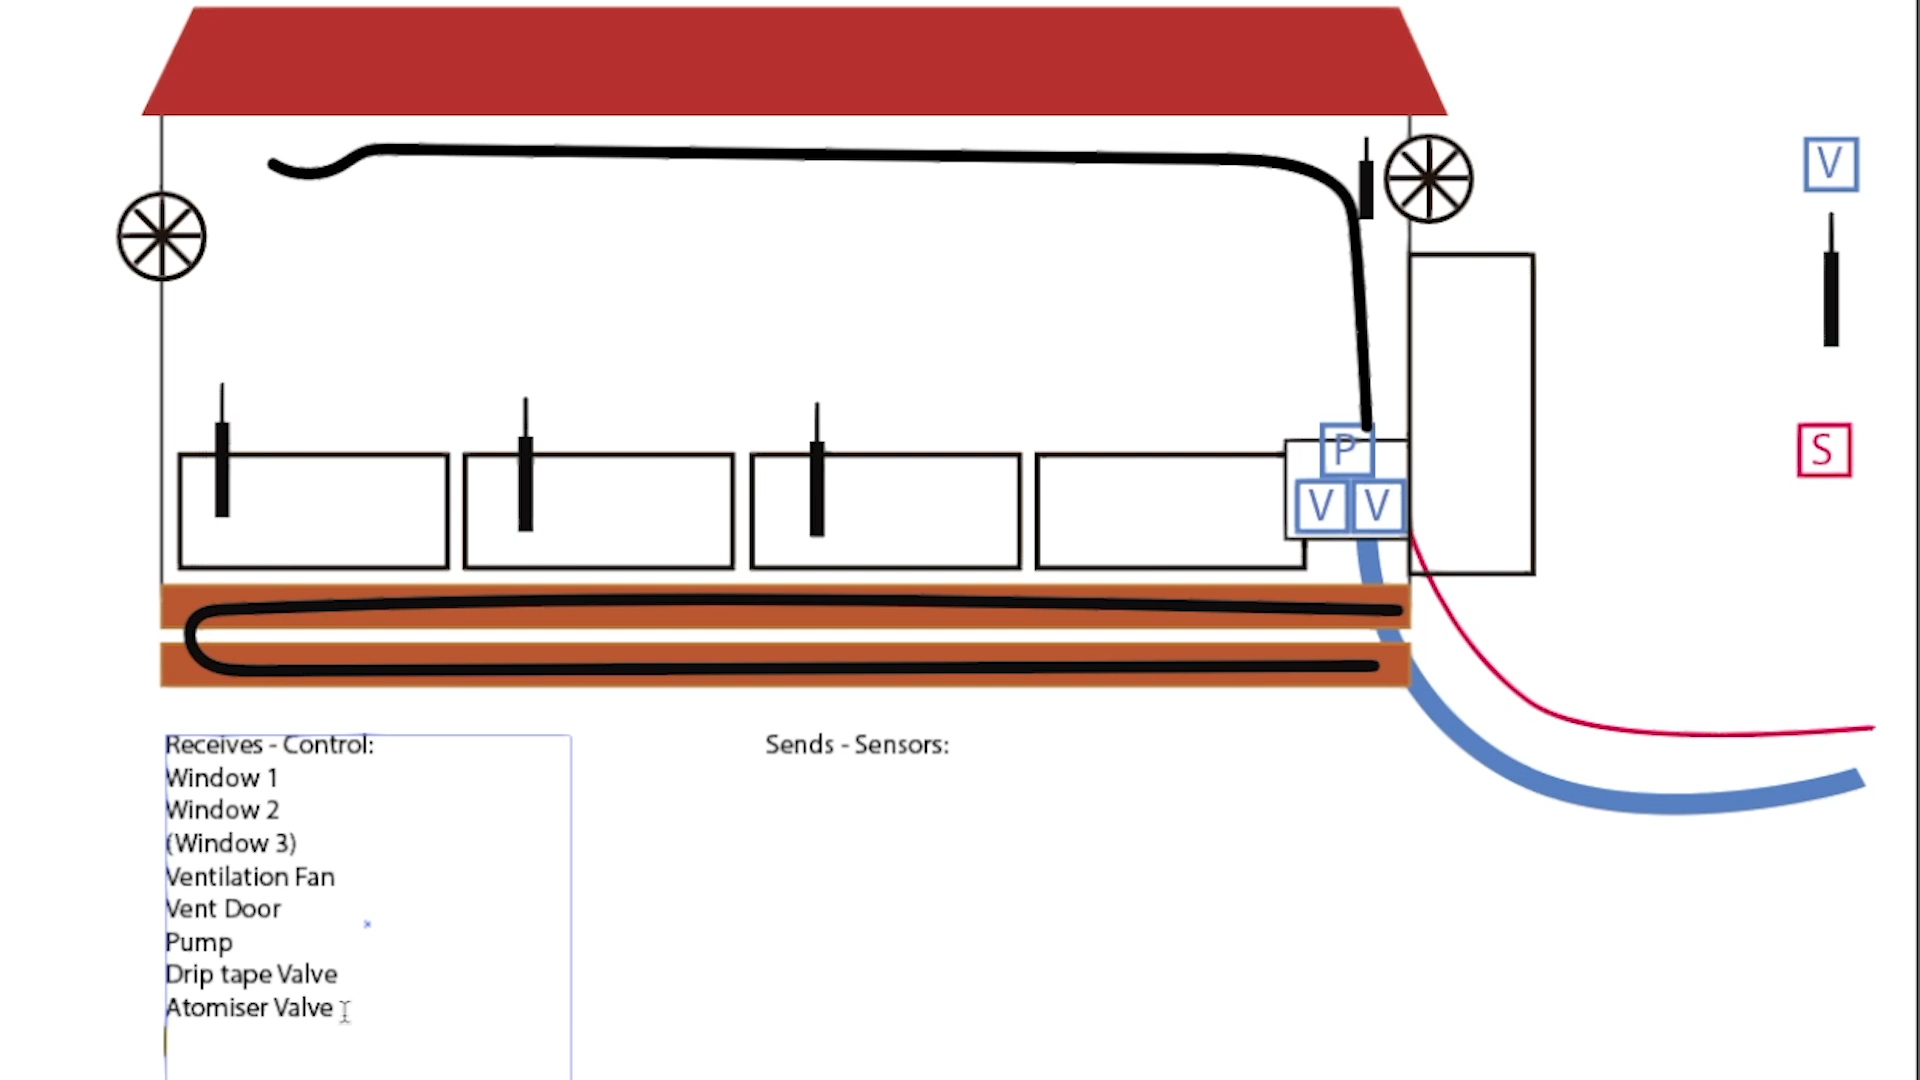 V
S
P
V V
Receives - Control:
Window 1
Window 2
(Window 3)
Ventilation Fan
Vent Door
Pump
Drip tape Valve
Atomiser Valve
Sends - Sensors: